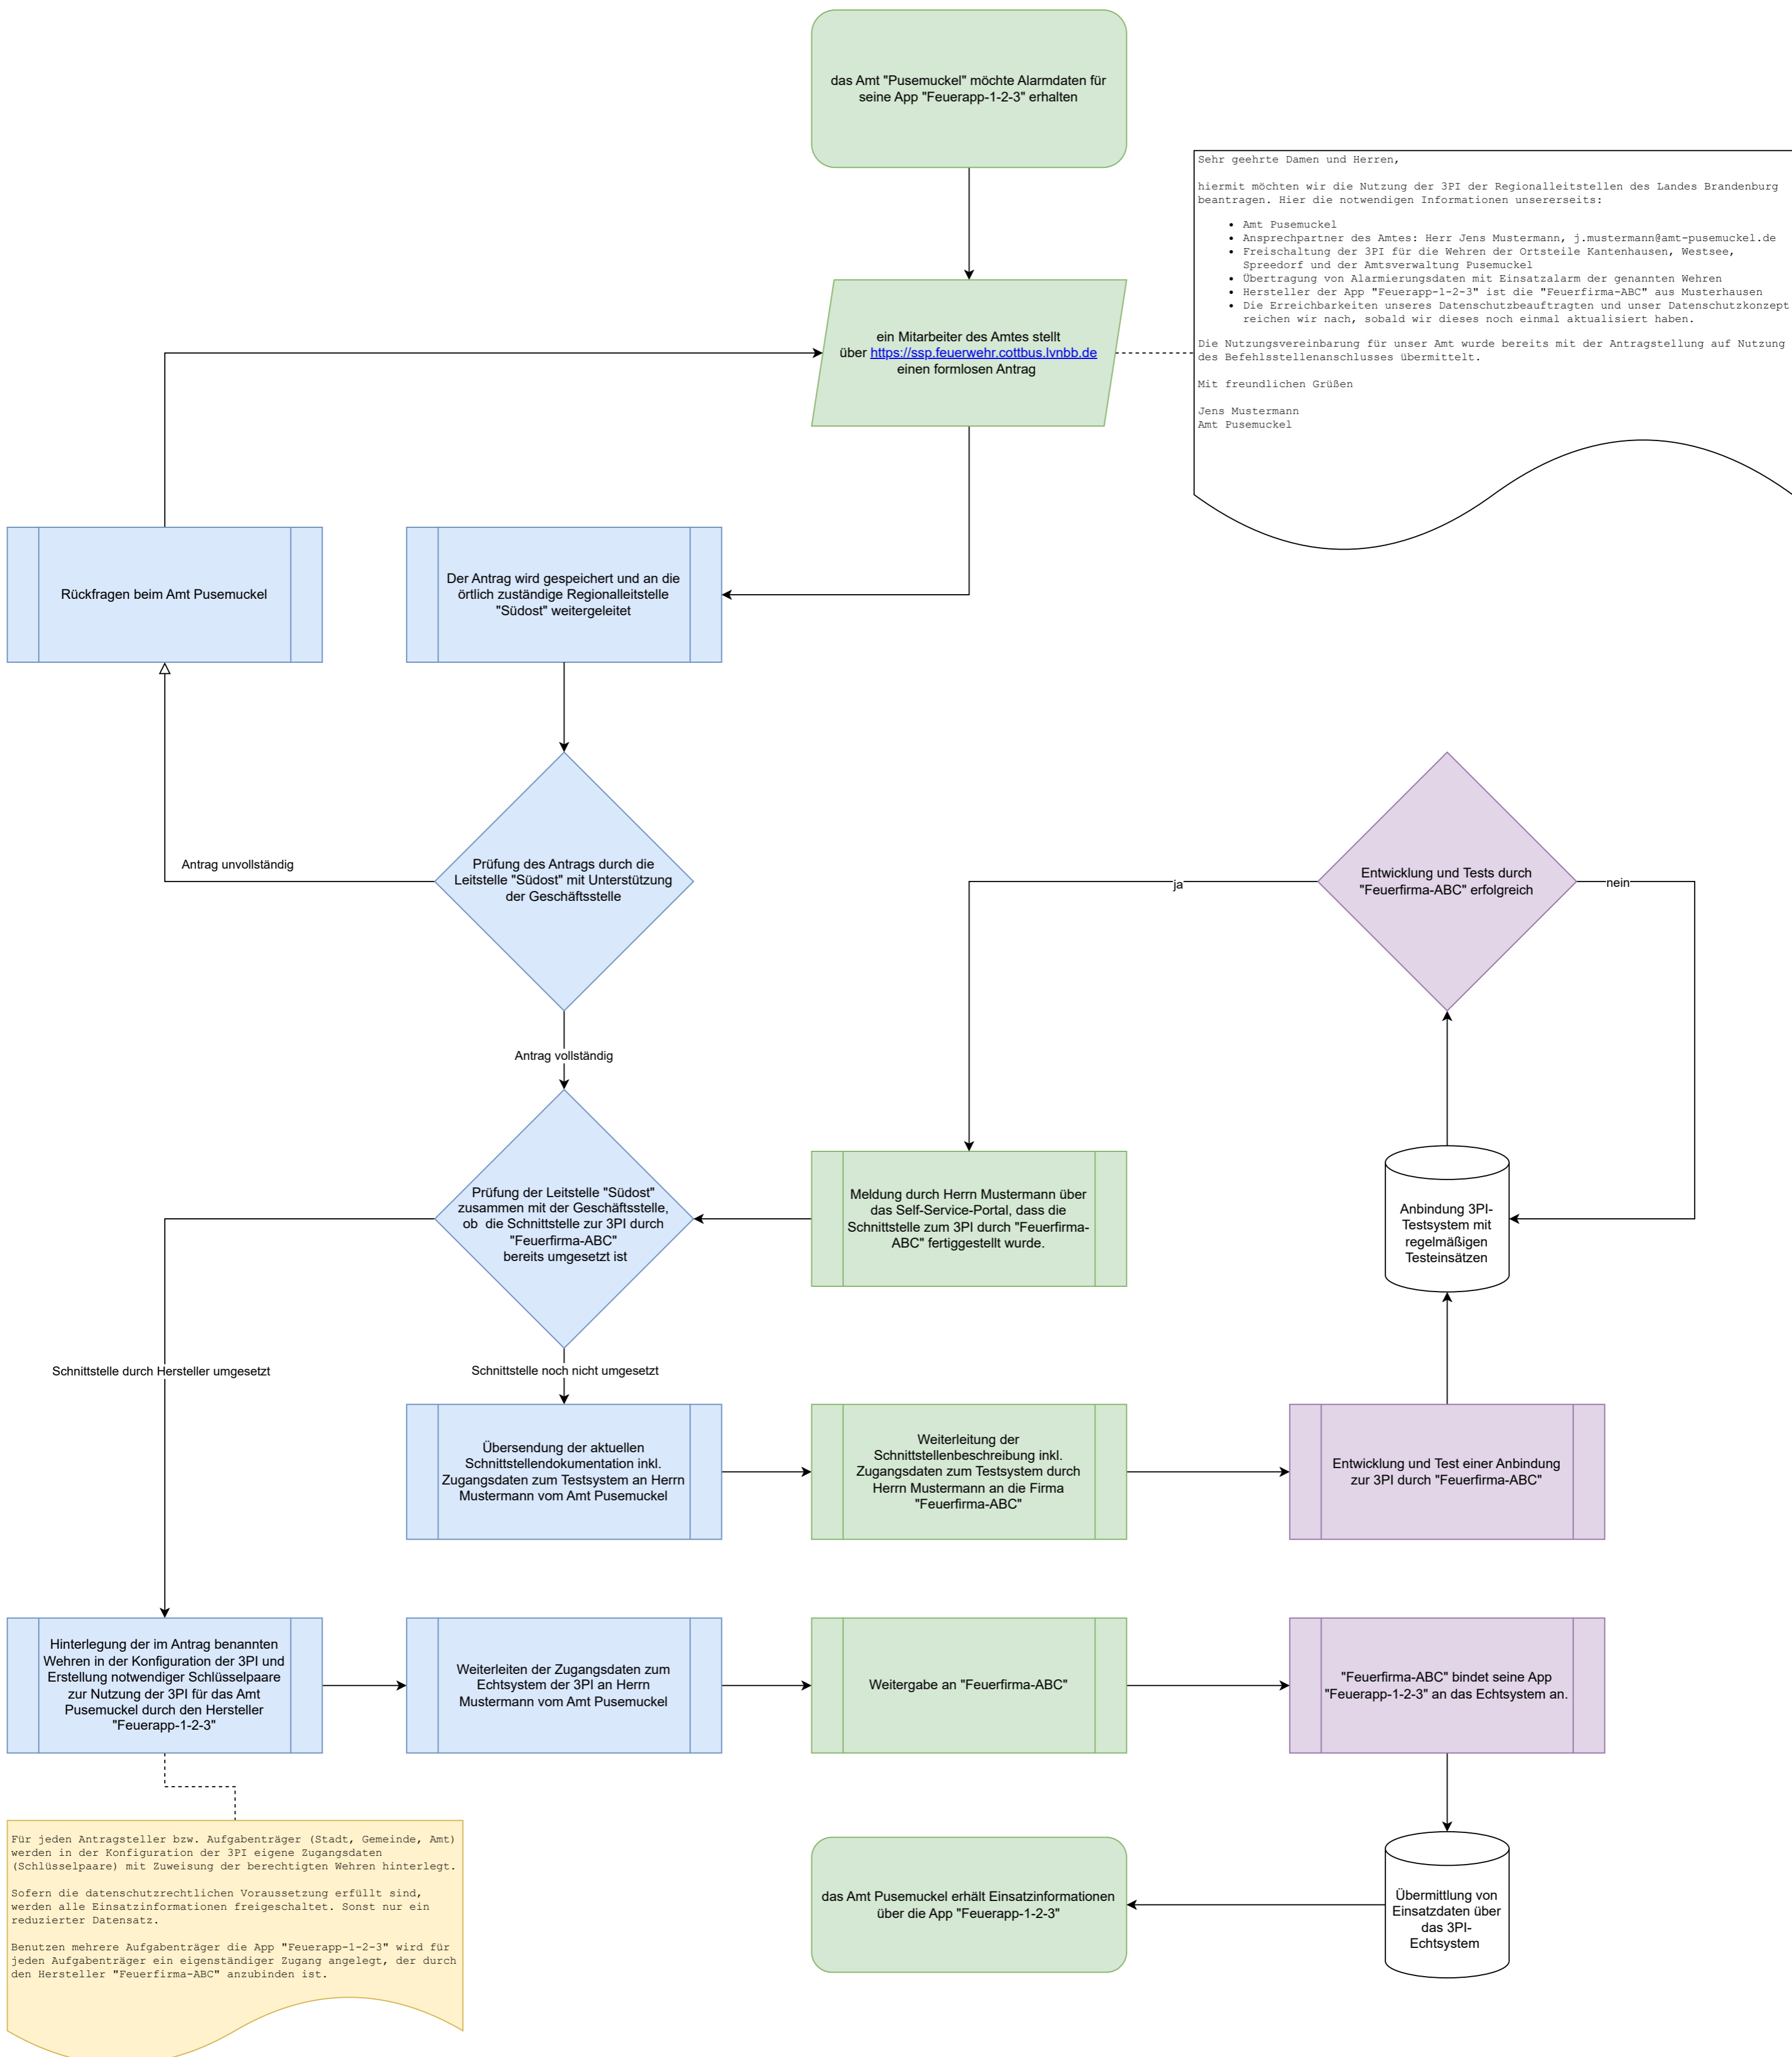 das Amt "Pusemuckel" möchte Alarmdaten für
seine App "Feuerapp-1-2-3" erhalten
Sehr geehrte Damen und Herren,
hiermit möchten wir die Nutzung der 3PI der Regionalleitstellen des Landes Brandenburg
beantragen. Hier die notwendigen Informationen unsererseits:
• Amt Pusemuckel
• Ansprechpartner des Amtes: Herr Jens Mustermann, j.mustermann@amt-pusemuckel.de
• Freischaltung der 3PI für die Wehren der Ortsteile Kantenhausen, Westsee,
Spreedorf und der Amtsverwaltung Pusemuckel
• Übertragung von Alarmierungsdaten mit Einsatzalarm der genannten Wehren
• Hersteller der App "Feuerapp-1-2-3" ist die "Feuerfirma-ABC" aus Musterhausen
• Die Erreichbarkeiten unseres Datenschutzbeauftragten und unser Datenschutzkonzept
reichen wir nach, sobald wir dieses noch einmal aktualisiert haben.
Die Nutzungsvereinbarung für unser Amt wurde bereits mit der Antragstellung auf Nutzung
des Befehlsstellenanschlusses übermittelt.
Mit freundlichen Grüßen
Jens Mustermann
Amt Pusemuckel
ein Mitarbeiter des Amtes stellt
über https://ssp.feuerwehr.cottbus.lvnbb.de
einen formlosen Antrag
Rückfragen beim Amt Pusemuckel
Der Antrag wird gespeichert und an die
örtlich zuständige Regionalleitstelle
"Südost" weitergeleitet
Antrag unvollständig
Prüfung des Antrags durch die
Leitstelle "Südost" mit Unterstützung
der Geschäftsstelle
ja
Entwicklung und Tests durch
"Feuerfirma-ABC" erfolgreich
nein
Antrag vollständig
Prüfung der Leitstelle "Südost"
zusammen mit der Geschäftsstelle,
ob die Schnittstelle zur 3PI durch
"Feuerfirma-ABC"
bereits umgesetzt ist
Meldung durch Herrn Mustermann über
das Self-Service-Portal, dass die
Schnittstelle zum 3PI durch "Feuerfirma-
ABC" fertiggestellt wurde.
Anbindung 3PI-
Testsystem mit
regelmäßigen
Testeinsätzen
Schnittstelle durch Hersteller umgesetzt
Schnittstelle noch nicht umgesetzt
Übersendung der aktuellen
Schnittstellendokumentation inkl.
Zugangsdaten zum Testsystem an Herrn
Mustermann vom Amt Pusemuckel
Weiterleitung der
Schnittstellenbeschreibung inkl.
Zugangsdaten zum Testsystem durch
Herrn Mustermann an die Firma
"Feuerfirma-ABC"
Entwicklung und Test einer Anbindung
zur 3PI durch "Feuerfirma-ABC"
Hinterlegung der im Antrag benannten
Wehren in der Konfiguration der 3PI und
Erstellung notwendiger Schlüsselpaare
zur Nutzung der 3PI für das Amt
Pusemuckel durch den Hersteller
"Feuerapp-1-2-3"
Weiterleiten der Zugangsdaten zum
Echtsystem der 3PI an Herrn
Mustermann vom Amt Pusemuckel
Weitergabe an "Feuerfirma-ABC"
"Feuerfirma-ABC" bindet seine App
"Feuerapp-1-2-3" an das Echtsystem an.
Für jeden Antragsteller bzw. Aufgabenträger (Stadt, Gemeinde, Amt)
werden in der Konfiguration der 3PI eigene Zugangsdaten
(Schlüsselpaare) mit Zuweisung der berechtigten Wehren hinterlegt.
Sofern die datenschutzrechtlichen Voraussetzung erfüllt sind,
werden alle Einsatzinformationen freigeschaltet. Sonst nur ein
reduzierter Datensatz.
Benutzen mehrere Aufgabenträger die App "Feuerapp-1-2-3" wird für
jeden Aufgabenträger ein eigenständiger Zugang angelegt, der durch
den Hersteller "Feuerfirma-ABC" anzubinden ist.
das Amt Pusemuckel erhält Einsatzinformationen
über die App "Feuerapp-1-2-3"
Übermittlung von
Einsatzdaten über
das 3PI-
Echtsystem